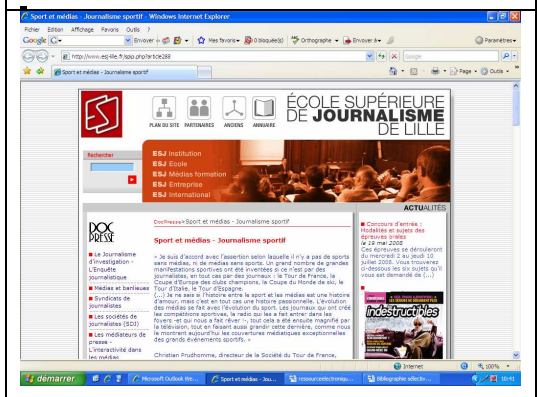 Sport et médias - Journalisme sportif - Windows Internet Explorer
Fichier Edition Affichage Favoris Outils ?
Google G Envoyer Mes favoris 0 bloquée(s) Orthographe Envoyer à Paramètres
http://www.esj-lille.fr/spip.php?article289 Google
Sport et médias - Journalisme sportif Page Outils
ESJ
PLAN DU SITE PARTENAIRES ANCIENS ANNUAIRE
ÉCOLE SUPÉRIEURE
DE JOURNALISME
DE LILLE
Rechercher
ESJ Institution
ESJ Ecole
ESJ Médias formation
ESJ Entreprise
ESJ International
ACTUALITÉS
DOC
PRESSE
Le Journalisme
d'investigation -
L'Enquête
journalistique
Médias et banlieues
Syndicats de
journalistes
Les sociétés de
journalistes (SDJ)
Les médiateurs de
presse -
L'interactivité dans
les médias
DocPresse>Sport et médias - Journalisme sportif
Sport et médias - Journalisme sportif
« Je suis d'accord avec l'assertion selon laquelle il n'y a pas de sports
sans médias, ni de médias sans sports. Un grand nombre de grandes
manifestations sportives ont été inventées si ce n'est par des
journalistes, en tout cas par des journaux : le Tour de France, la
Coupe d'Europe des clubs champions, la Coupe du Monde de ski, le
Tour d'Italie, le Tour d'Espagne.
(...) Je ne sais si l'histoire entre le sport et les médias est une histoire
d'amour, mais c'est en tout cas une histoire passionnelle. L'évolution
des médias se fait avec l'évolution du sport. Les journaux qui ont créé
les compétitions sportives, la radio qui les a fait entrer dans les
foyers -et qui nous a fait rêver !-, tout cela a été ensuite magnifié par
la télévision, tout en faisant aussi grandir cette dernière, comme nous
le montrent aujourd'hui les couvertures médiatiques exceptionnelles
des grands événements sportifs. »
Christian Prudhomme, directeur de la Société du Tour de France,
Concours d'entrée :
Modalités et sujets des
épreuves orales
le 19 mai 2008
Ces épreuves se dérouleront
du mercredi 2 au jeudi 10
juillet 2008. Vous trouverez
ci-dessous les six sujets qu'il
vous est demandé de (...)
indestructibles
Internet 100%
démarrer Microsoft Outlook We... Sport et médias - Jou... ressourceelectroniqu... Bibliographie sélectiv... 10:41